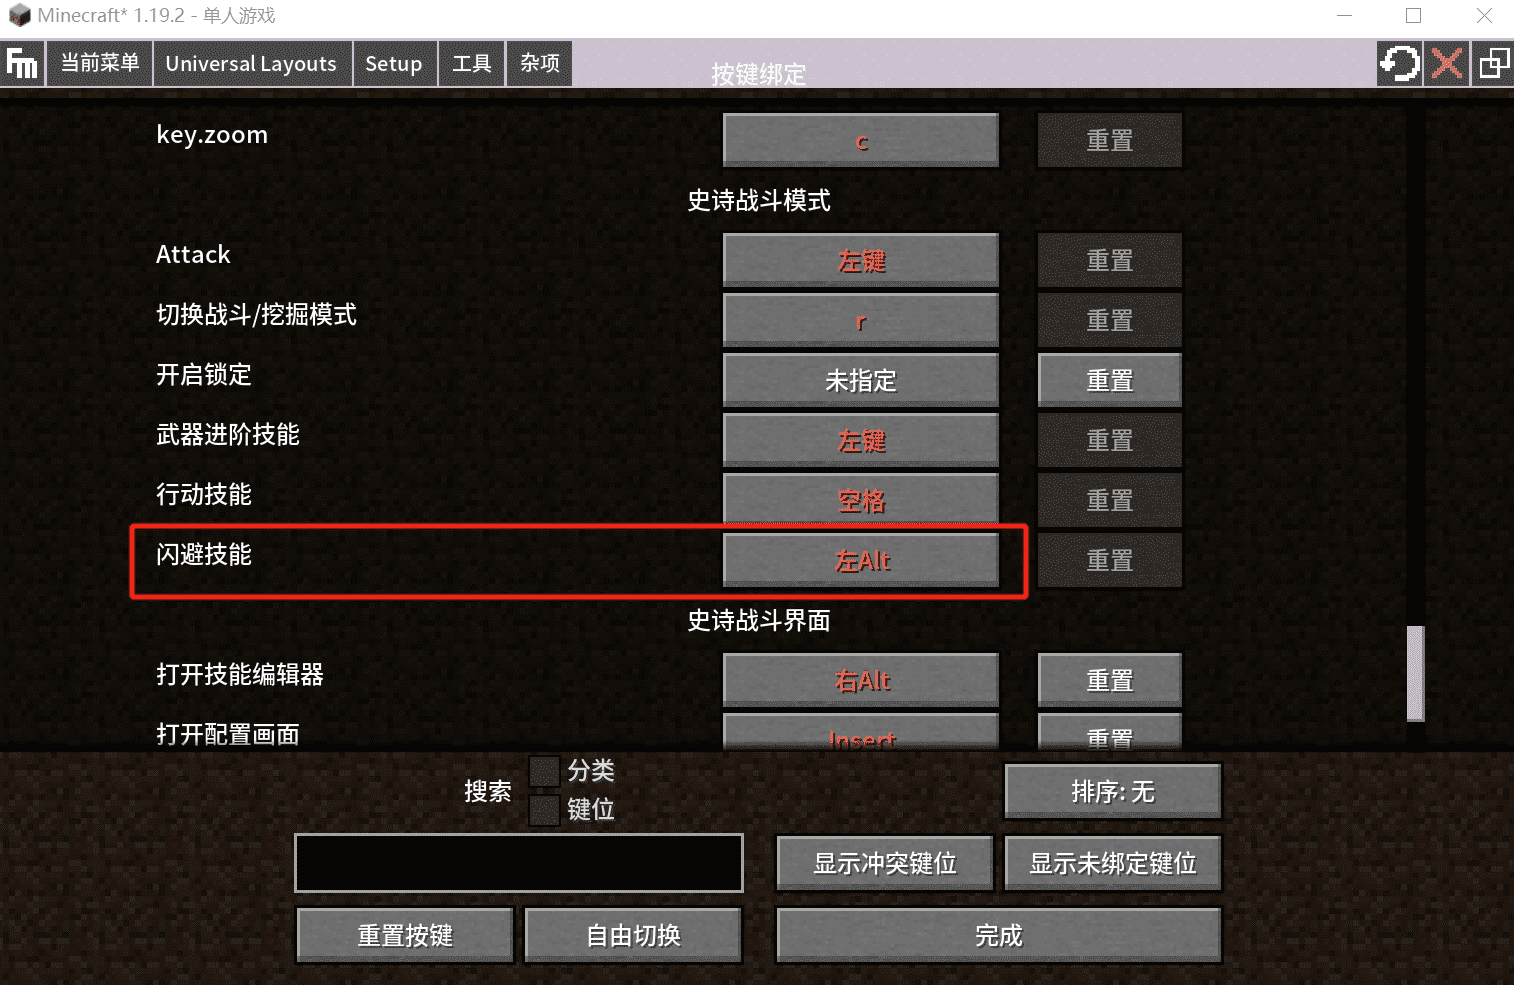 Minecraft* 1.19.2 - 单人游戏
当前菜单 Universal Layouts Setup 工具 杂项
按键绑定
key.zoom c 重置
史诗战斗模式
Attack 左键 重置
切换战斗/挖掘模式 r 重置
开启锁定 未指定 重置
武器进阶技能 左键 重置
行动技能 空格 重置
闪避技能 左Alt 重置
史诗战斗界面
打开技能编辑器 右Alt 重置
打开配置画面 Insert 重置
搜索 分类 键位 排序: 无
显示冲突键位 显示未绑定键位
重置按键 自由切换 完成